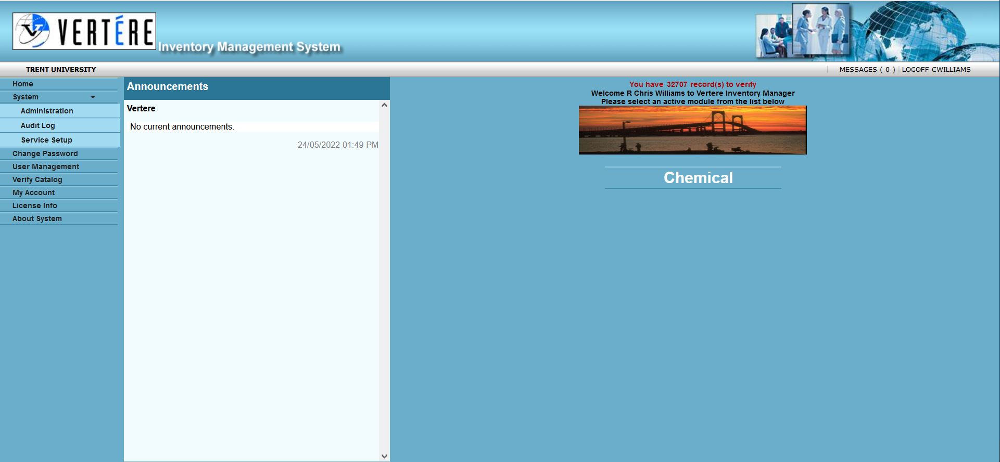 VERTÉRE
Inventory Management System
TRENT UNIVERSITY
MESSAGES ( 0 ) LOGOFF CWILLIAMS
Home
System
Administration
Audit Log
Service Setup
Change Password
User Management
Verify Catalog
My Account
License Info
About System
Announcements
Vertere
No current announcements.
24/05/2022 01:49 PM
You have 32707 record(s) to verify
Welcome R Chris Williams to Vertere Inventory Manager
Please select an active module from the list below
Chemical